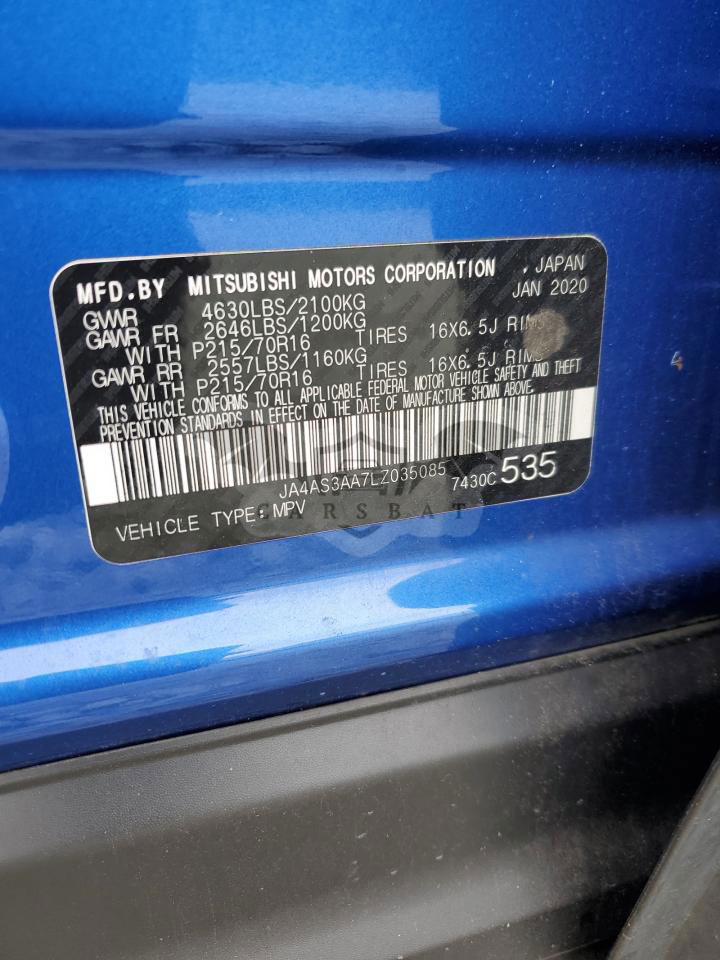 MFD.BY MITSUBISHI MOTORS CORPORATION , JAPAN
GVWR 4630LBS/2100KG JAN 2020
GAWR FR 2646LBS/1200KG
WITH P215/70R16 TIRES 16X6.5J RIMS
GAWR RR 2557LBS/1160KG
WITH P215/70R16 TIRES 16X6.5J RIMS
THIS VEHICLE CONFORMS TO ALL APPLICABLE FEDERAL MOTOR VEHICLE SAFETY AND THEFT
PREVENTION STANDARDS IN EFFECT ON THE DATE OF MANUFACTURE SHOWN ABOVE.
JA4AS3AA7LZ035085 7430C 535
VEHICLE TYPE: MPV
CARSBAT